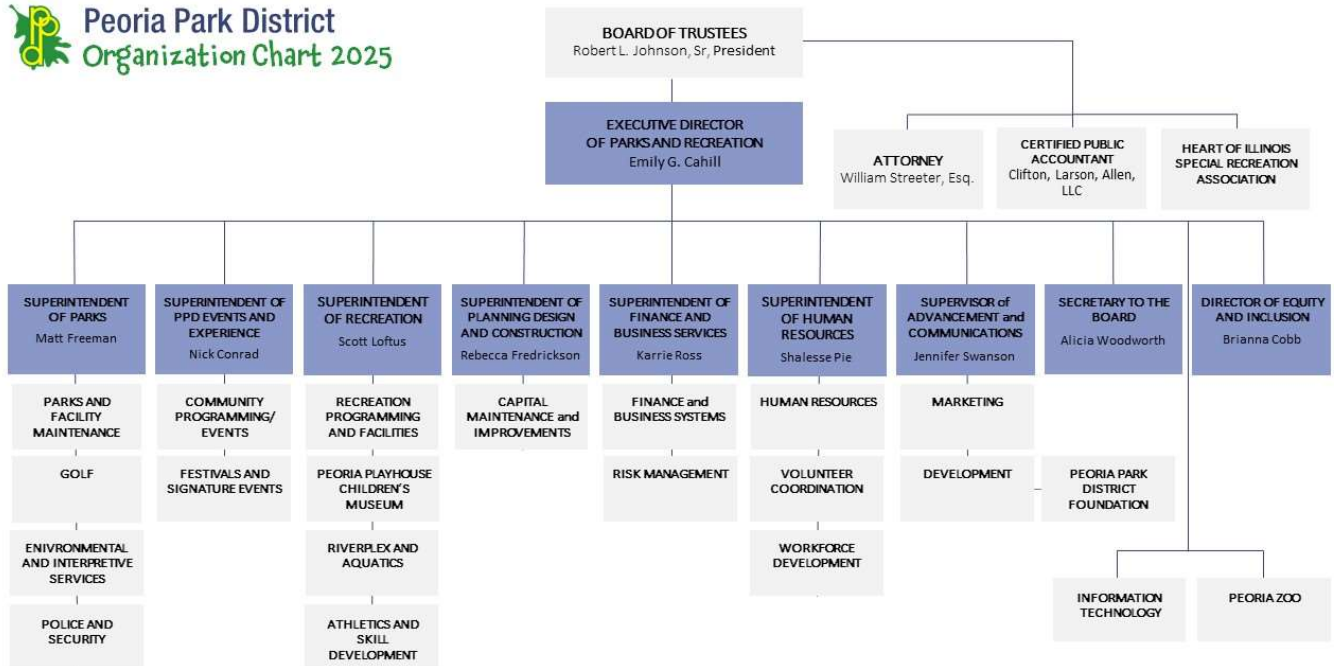 Peoria Park District
Organization Chart 2025
BOARD OF TRUSTEES
Robert L. Johnson, Sr, President
EXECUTIVE DIRECTOR
OF PARKS AND RECREATION
Emily G. Cahill
ATTORNEY
William Streeter, Esq.
CERTIFIED PUBLIC
ACCOUNTANT
Clifton, Larson, Allen,
LLC
HEART OF ILLINOIS
SPECIAL RECREATION
ASSOCIATION
SUPERINTENDENT
OF PARKS
Matt Freeman
SUPERINTENDENT OF
PPD EVENTS AND
EXPERIENCE
Nick Conrad
SUPERINTENDENT
OF RECREATION
Scott Loftus
SUPERINTENDENT OF
PLANNING DESIGN
AND CONSTRUCTION
Rebecca Fredrickson
SUPERINTENDENT OF
FINANCE AND
BUSINESS SERVICES
Karrie Ross
SUPERINTENDENT
OF HUMAN
RESOURCES
Shalesse Pie
SUPERVISOR of
ADVANCEMENT and
COMMUNICATIONS
Jennifer Swanson
SECRETARY TO THE
BOARD
Alicia Woodworth
DIRECTOR OF EQUITY
AND INCLUSION
Brianna Cobb
PARKS AND
FACILITY
MAINTENANCE
COMMUNITY
PROGRAMMING/
EVENTS
RECREATION
PROGRAMMING
AND FACILITIES
CAPITAL
MAINTENANCE and
IMPROVEMENTS
FINANCE and
BUSINESS SYSTEMS
HUMAN RESOURCES
MARKETING
GOLF
FESTIVALS AND
SIGNATURE EVENTS
PEORIA PLAYHOUSE
CHILDREN'S
MUSEUM
RISK MANAGEMENT
VOLUNTEER
COORDINATION
DEVELOPMENT
PEORIA PARK
DISTRICT
FOUNDATION
ENIVRONMENTAL
AND INTERPRETIVE
SERVICES
RIVERPLEX AND
AQUATICS
WORKFORCE
DEVELOPMENT
INFORMATION
TECHNOLOGY
PEORIA ZOO
POLICE AND
SECURITY
ATHLETICS AND
SKILL
DEVELOPMENT